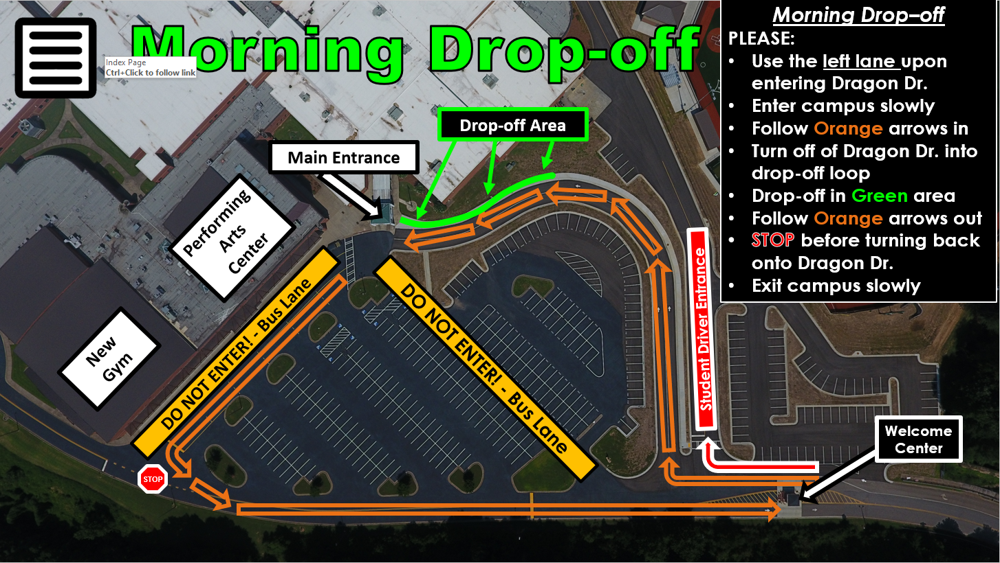 Morning Drop-off
Index Page
Ctrl+Click to follow link
Morning Drop–off
PLEASE:
• Use the left lane upon
entering Dragon Dr.
• Enter campus slowly
• Follow Orange arrows in
• Turn off of Dragon Dr. into
drop-off loop
• Drop-off in Green area
• Follow Orange arrows out
• STOP before turning back
onto Dragon Dr.
• Exit campus slowly
Drop-off Area
Main Entrance
Performing
Arts
Center
New
Gym
DO NOT ENTER! - Bus Lane
DO NOT ENTER! - Bus Lane
Student Driver Entrance
Welcome
Center
STOP